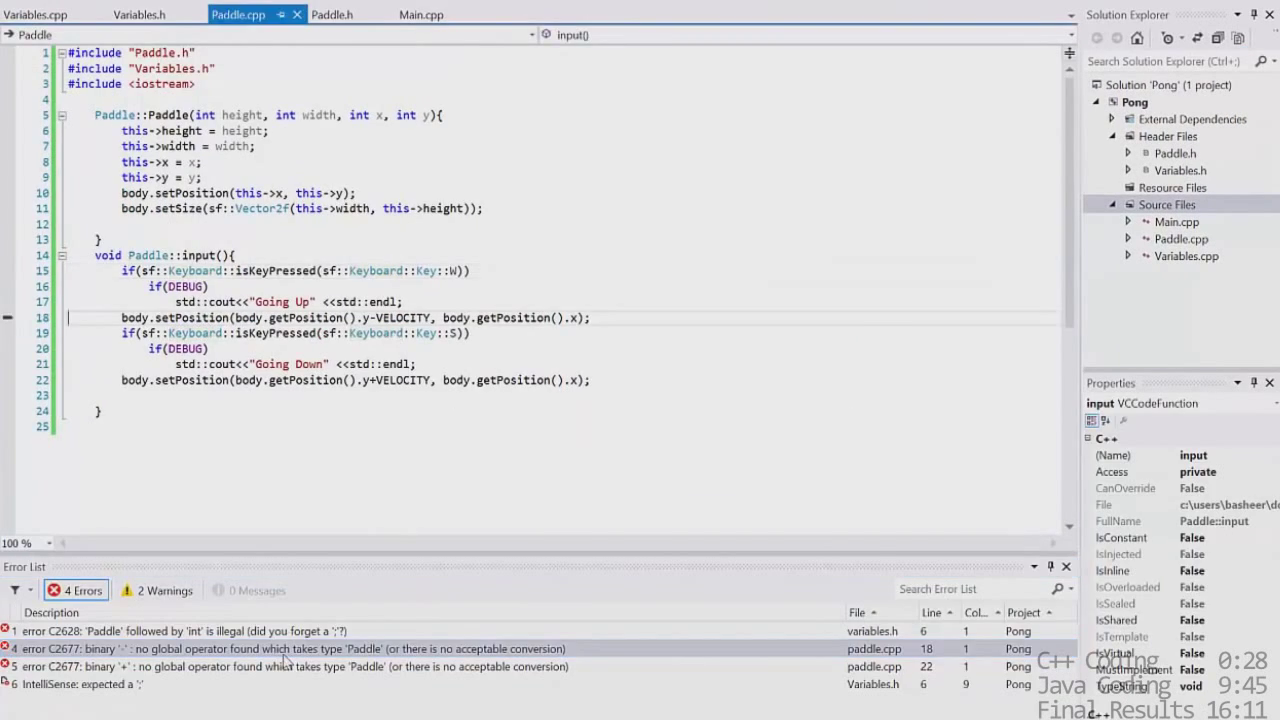 Variables.cpp Variables.h Paddle.cpp Paddle.h Main.cpp
Paddle input()
1 #include "Paddle.h"
2 #include "Variables.h"
3 #include <iostream>
4
5 Paddle::Paddle(int height, int width, int x, int y){
6 this->height = height;
7 this->width = width;
8 this->x = x;
9 this->y = y;
10 body.setPosition(this->x, this->y);
11 body.setSize(sf::Vector2f(this->width, this->height));
12
13 }
14 void Paddle::input(){
15 if(sf::Keyboard::isKeyPressed(sf::Keyboard::Key::W))
16 if(DEBUG)
17 std::cout<<"Going Up" <<std::endl;
18 body.setPosition(body.getPosition().y-VELOCITY, body.getPosition().x);
19 if(sf::Keyboard::isKeyPressed(sf::Keyboard::Key::S))
20 if(DEBUG)
21 std::cout<<"Going Down" <<std::endl;
22 body.setPosition(body.getPosition().y+VELOCITY, body.getPosition().x);
23
24 }
25
100 %
Solution Explorer
Search Solution Explorer (Ctrl+;)
Solution 'Pong' (1 project)
Pong
External Dependencies
Header Files
Paddle.h
Variables.h
Resource Files
Source Files
Main.cpp
Paddle.cpp
Variables.cpp
Properties
input VCCodeFunction
C++
(Name) input
Access private
CanOverride False
File c:\users\basheer\do
FullName Paddle::input
IsConstant False
IsInjected False
IsInline False
IsOverloaded False
IsSealed False
IsShared False
IsTemplate False
IsVirtual False
MustImplement False
TypeString void
C++
Error List
4 Errors 2 Warnings 0 Messages Search Error List
Description File Line Col... Project
1 error C2628: 'Paddle' followed by 'int' is illegal (did you forget a ';'?) variables.h 6 1 Pong
4 error C2677: binary '-' : no global operator found which takes type 'Paddle' (or there is no acceptable conversion) paddle.cpp 18 1 Pong
5 error C2677: binary '+' : no global operator found which takes type 'Paddle' (or there is no acceptable conversion) paddle.cpp 22 1 Pong
6 IntelliSense: expected a ';' Variables.h 6 9 Pong
C++ Coding 0:28
Java Coding 9:45
Final Results 16:11